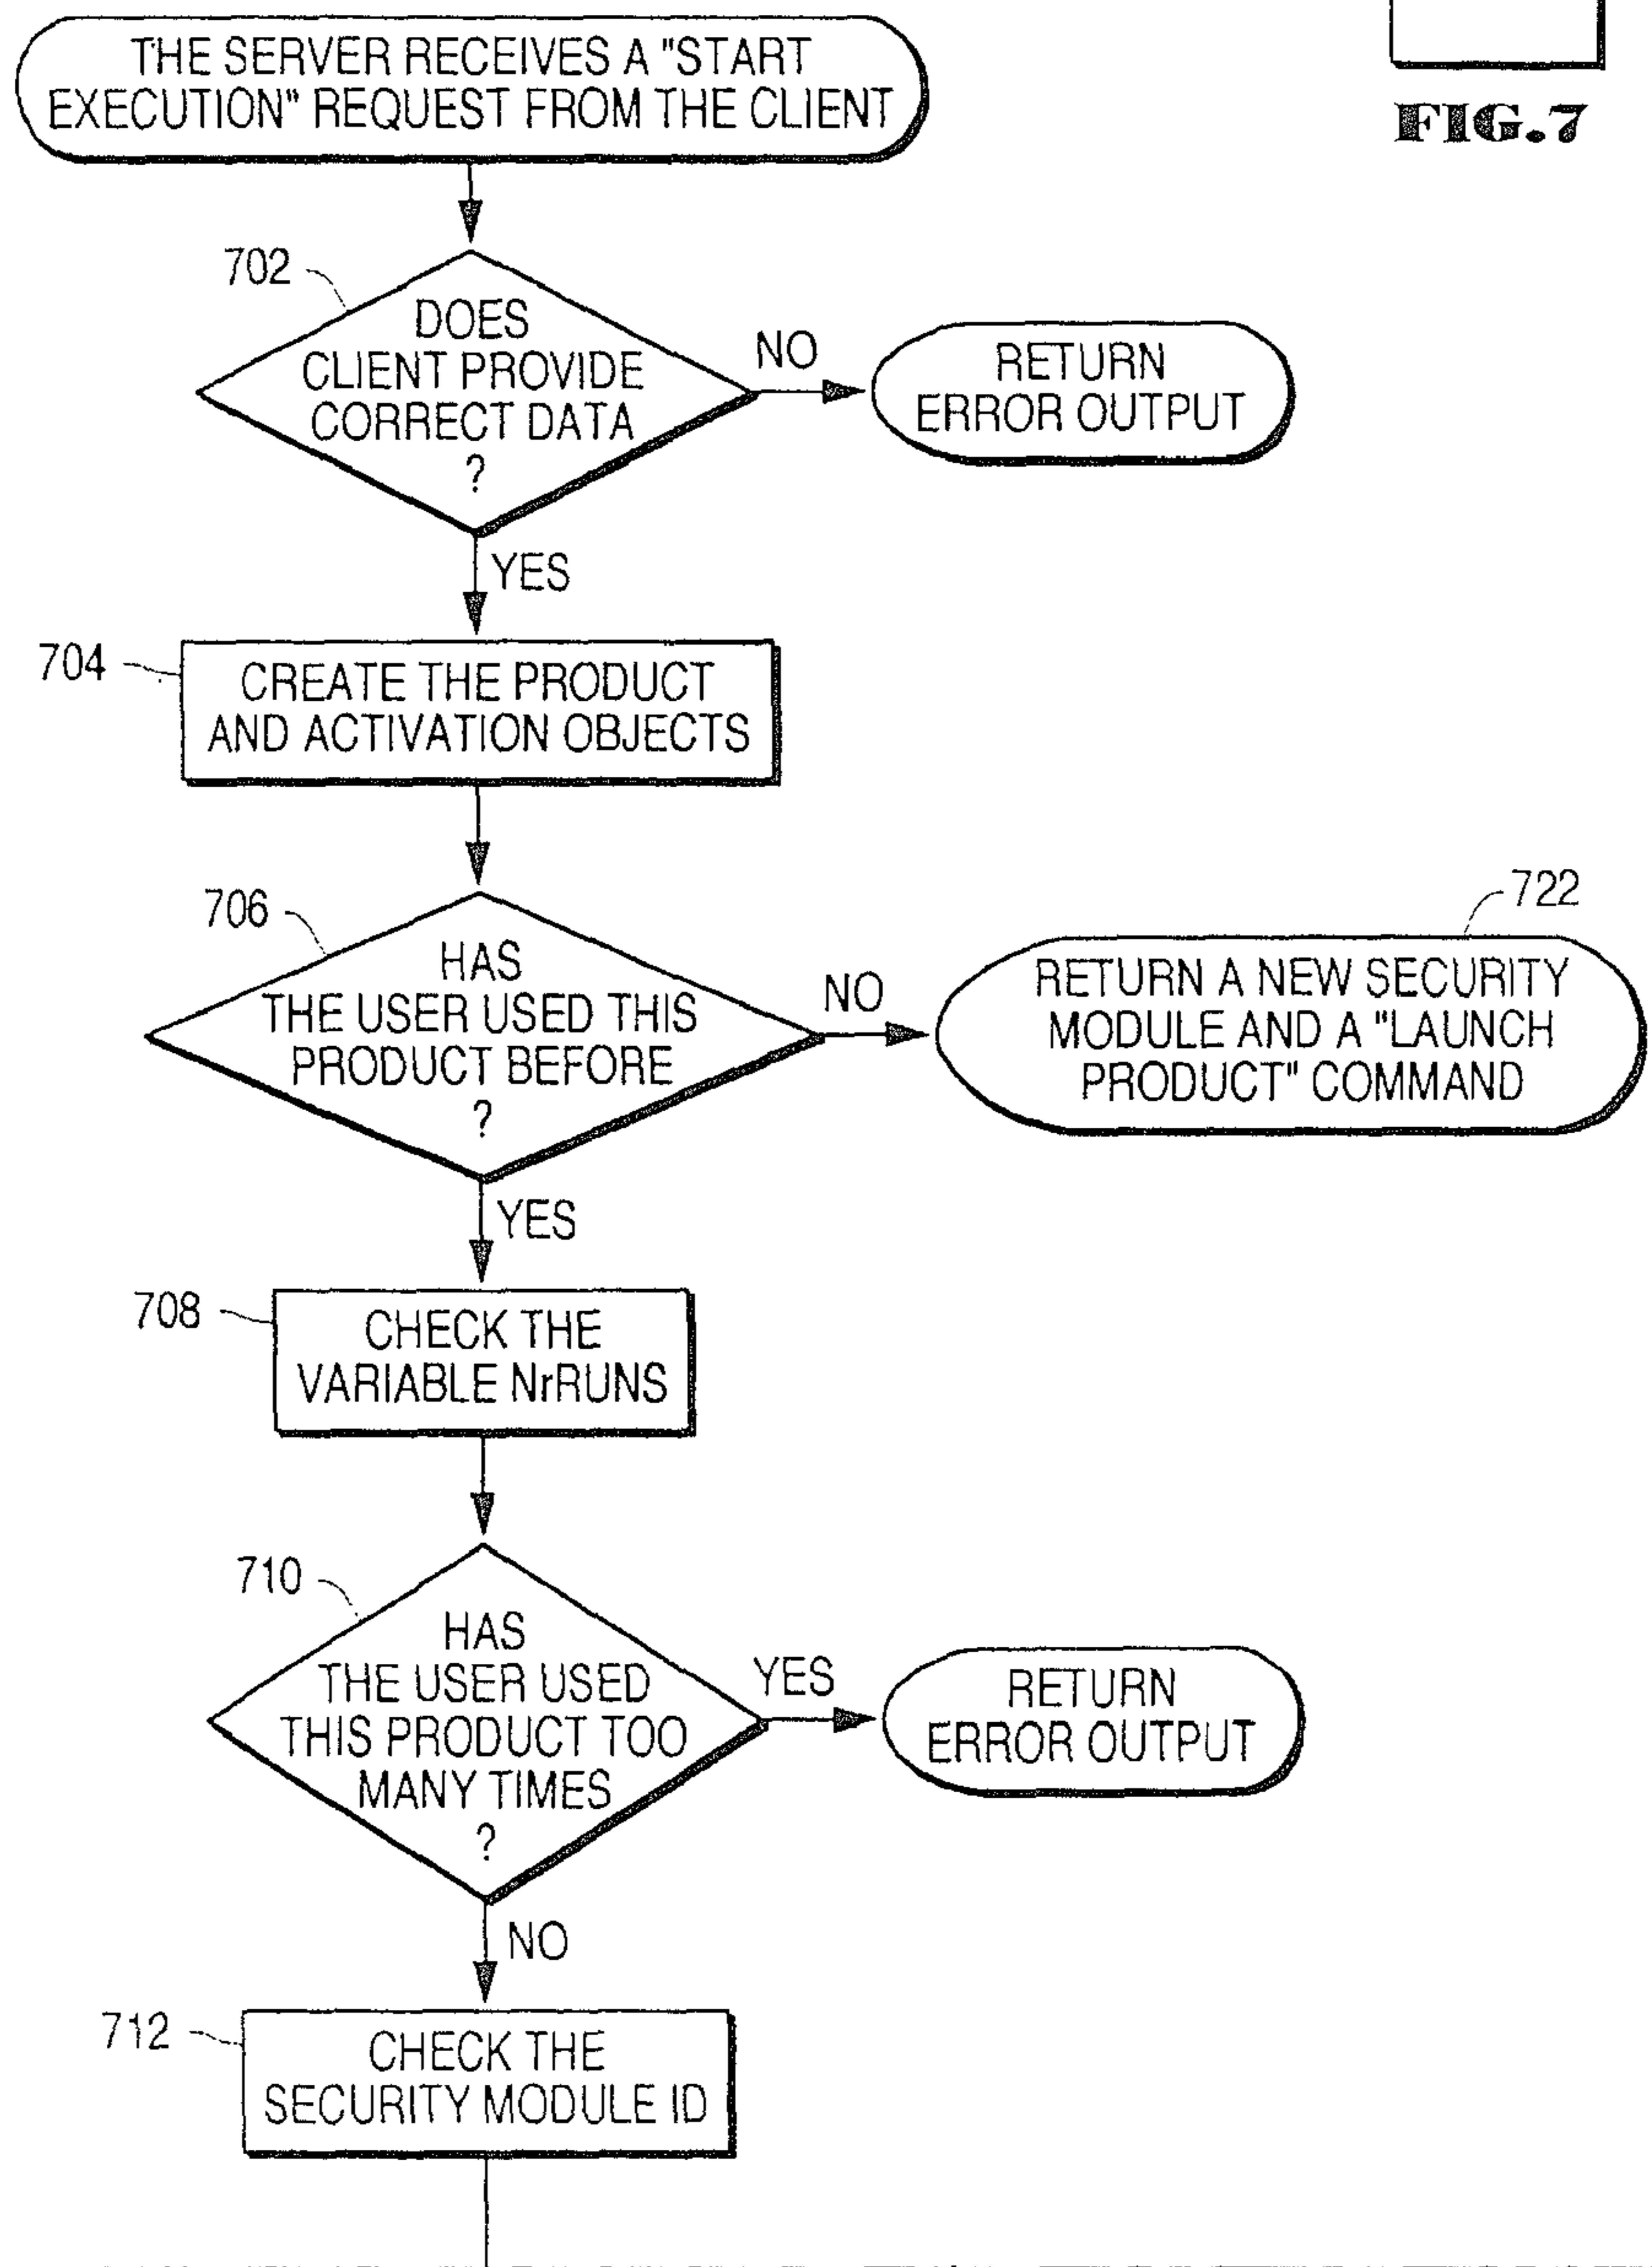 THE SERVER RECEIVES A "START
EXECUTION" REQUEST FROM THE CLIENT
FIG.7
702
DOES
CLIENT PROVIDE
CORRECT DATA
?
NO
RETURN
ERROR OUTPUT
YES
704
CREATE THE PRODUCT
AND ACTIVATION OBJECTS
706
HAS
THE USER USED THIS
PRODUCT BEFORE
?
NO
722
RETURN A NEW SECURITY
MODULE AND A "LAUNCH
PRODUCT" COMMAND
YES
708
CHECK THE
VARIABLE NrRUNS
710
HAS
THE USER USED
THIS PRODUCT TOO
MANY TIMES
?
YES
RETURN
ERROR OUTPUT
NO
712
CHECK THE
SECURITY MODULE ID